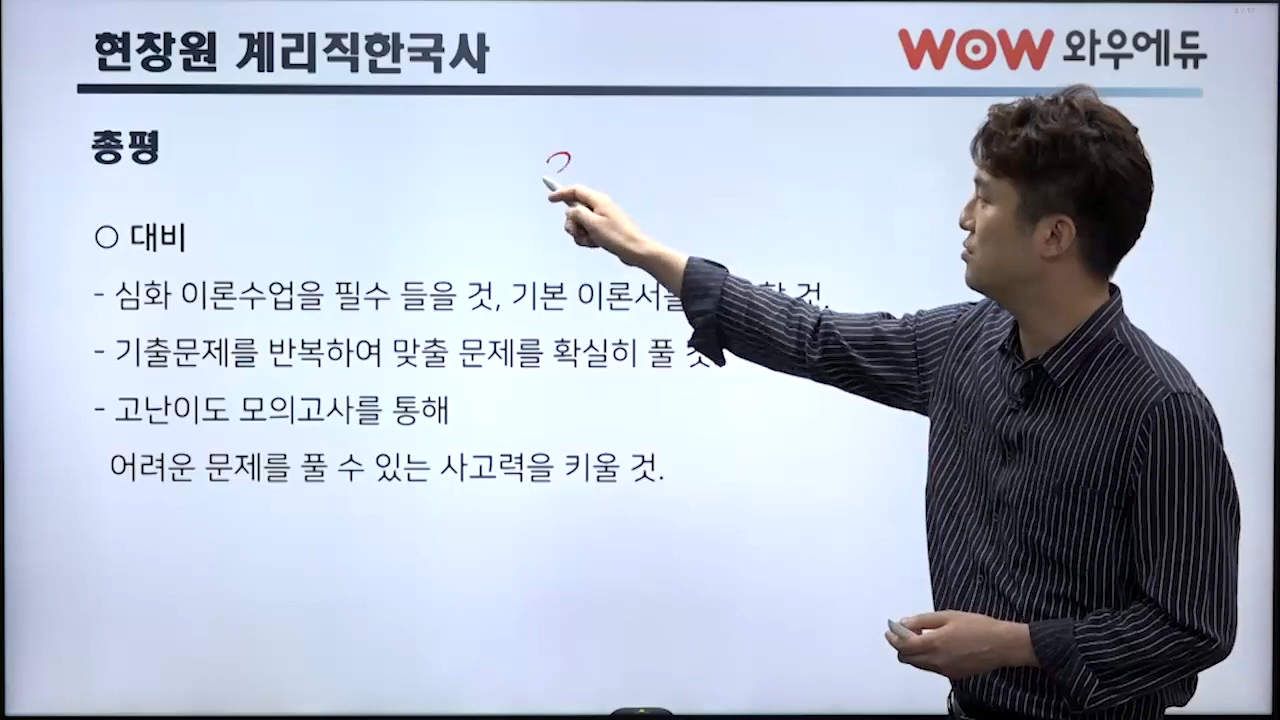 현창원 계리직한국사
WOW 와우에듀
총평
○ 대비
- 심화 이론수업을 필수 들을 것, 기본 이론서를 할 것.
- 기출문제를 반복하여 맞출 문제를 확실히 풀 것
- 고난이도 모의고사를 통해
어려운 문제를 풀 수 있는 사고력을 키울 것.